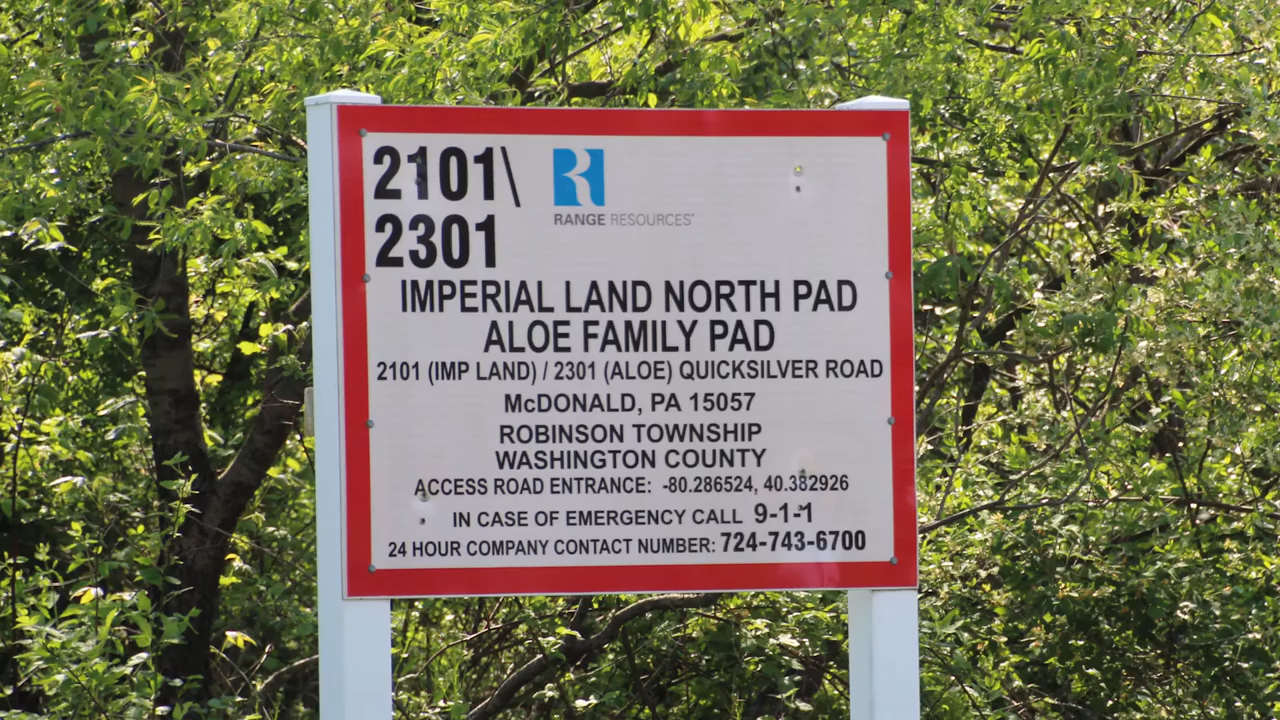 2101\
2301
RANGE RESOURCES
IMPERIAL LAND NORTH PAD
ALOE FAMILY PAD
2101 (IMP LAND) / 2301 (ALOE) QUICKSILVER ROAD
McDONALD, PA 15057
ROBINSON TOWNSHIP
WASHINGTON COUNTY
ACCESS ROAD ENTRANCE: -80.286524, 40.382926
IN CASE OF EMERGENCY CALL 9-1-1
24 HOUR COMPANY CONTACT NUMBER: 724-743-6700